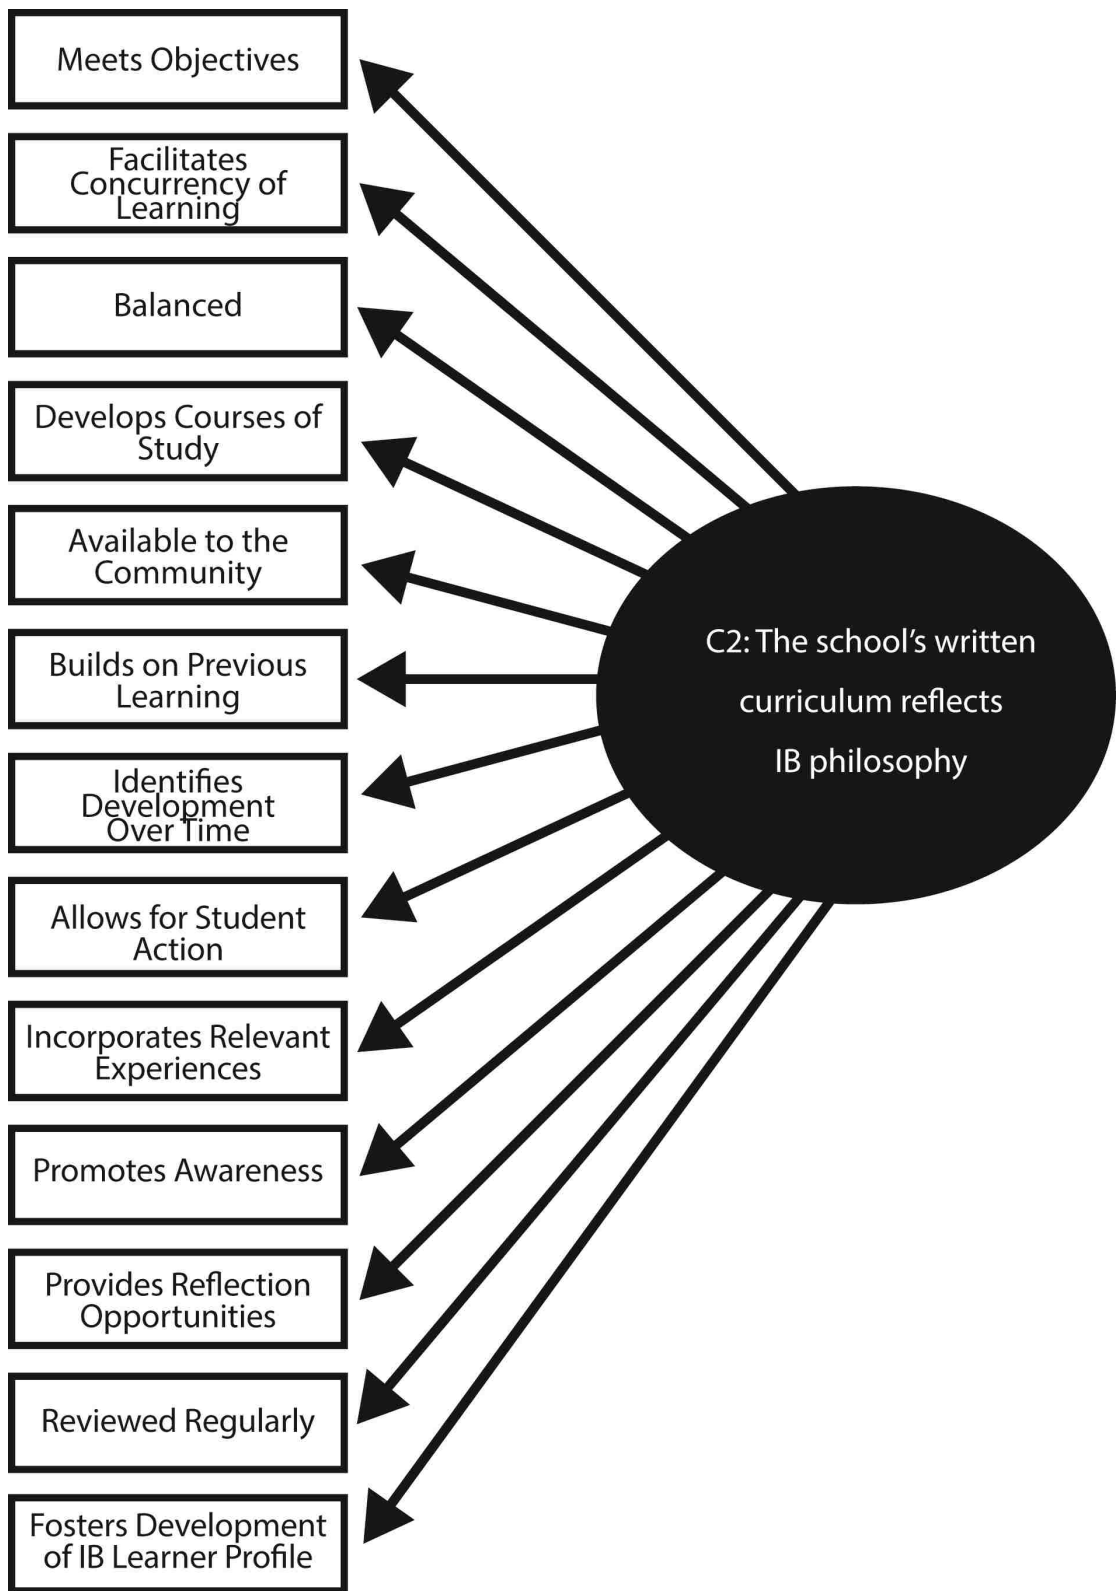 Meets Objectives
Facilitates
Concurrency of
Learning
Balanced
Develops Courses of
Study
Available to the
Community
Builds on Previous
Learning
Identifies
Development
Over Time
Allows for Student
Action
Incorporates Relevant
Experiences
Promotes Awareness
Provides Reflection
Opportunities
Reviewed Regularly
Fosters Development
of IB Learner Profile
C2: The school’s written
curriculum reflects
IB philosophy